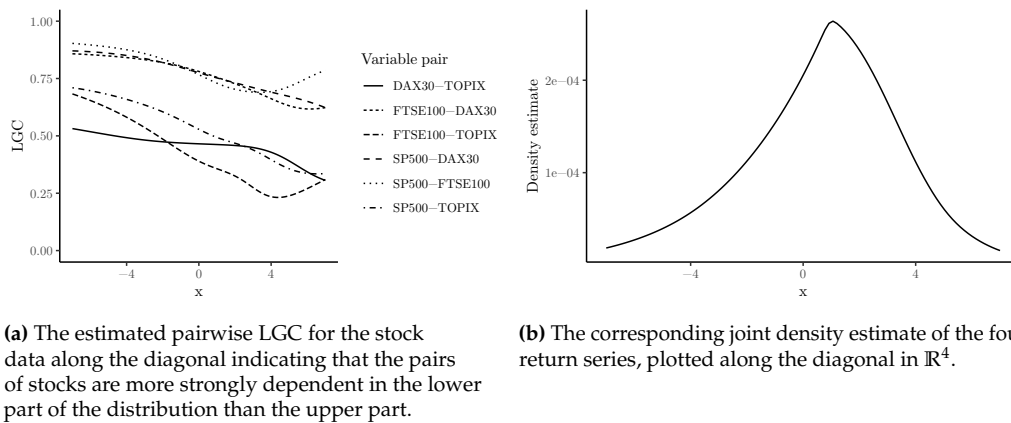 1.00
0.75
0.50
0.25
0.00
LGC
−4
0
4
x
Variable pair
DAX30−TOPIX
FTSE100−DAX30
FTSE100−TOPIX
SP500−DAX30
SP500−FTSE100
SP500−TOPIX
2e−04
1e−04
Density estimate
−4
0
4
x
(a) The estimated pairwise LGC for the stock
data along the diagonal indicating that the pairs
of stocks are more strongly dependent in the lower
part of the distribution than the upper part.
(b) The corresponding joint density estimate of the fou
return series, plotted along the diagonal in ℝ⁴.